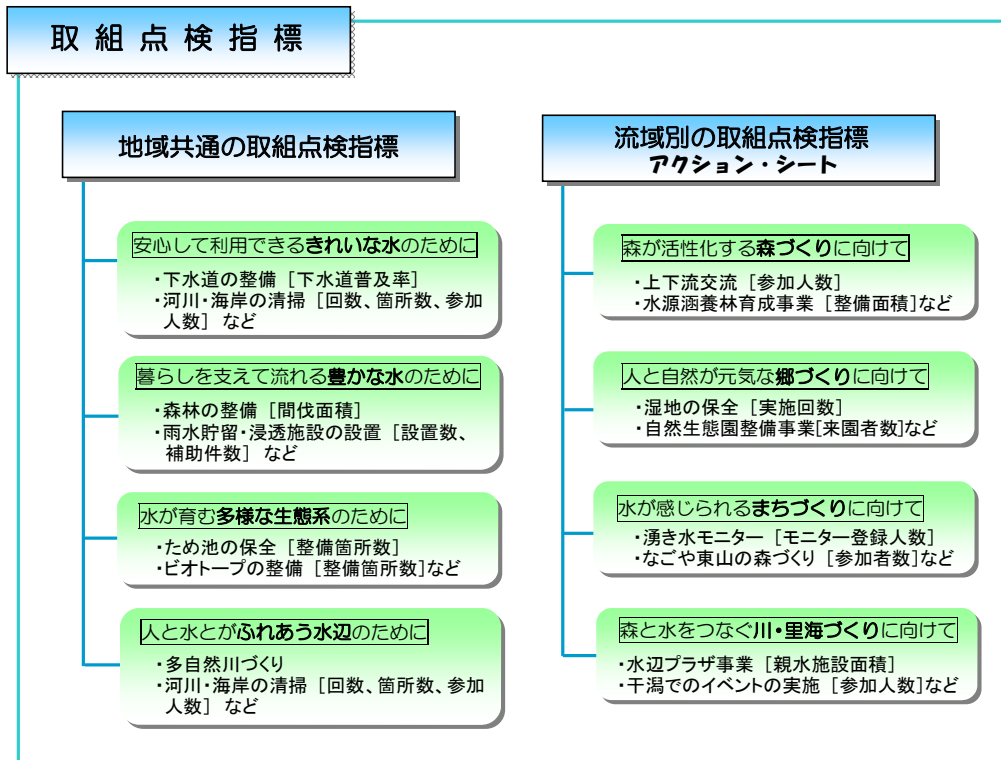 取組点検指標
地域共通の取組点検指標
安心して利用できるきれいな水のために
・下水道の整備［下水道普及率］
・河川・海岸の清掃［回数、箇所数、参加
人数］など
暮らしを支えて流れる豊かな水のために
・森林の整備［間伐面積］
・雨水貯留・浸透施設の設置［設置数、
補助件数］など
水が育む多様な生態系のために
・ため池の保全［整備箇所数］
・ビオトープの整備［整備箇所数］など
人と水とがふれあう水辺のために
・多自然川づくり
・河川・海岸の清掃［回数、箇所数、参加
人数］など
流域別の取組点検指標
アクション・シート
森が活性化する森づくりに向けて
・上下流交流［参加人数］
・水源涵養林育成事業［整備面積］など
人と自然が元気な郷づくりに向けて
・湿地の保全［実施回数］
・自然生態園整備事業[来園者数]など
水が感じられるまちづくりに向けて
・湧き水モニター［モニター登録人数］
・なごや東山の森づくり［参加者数］など
森と水をつなぐ川・里海づくりに向けて
・水辺プラザ事業［親水施設面積］
・干潟でのイベントの実施［参加人数］など